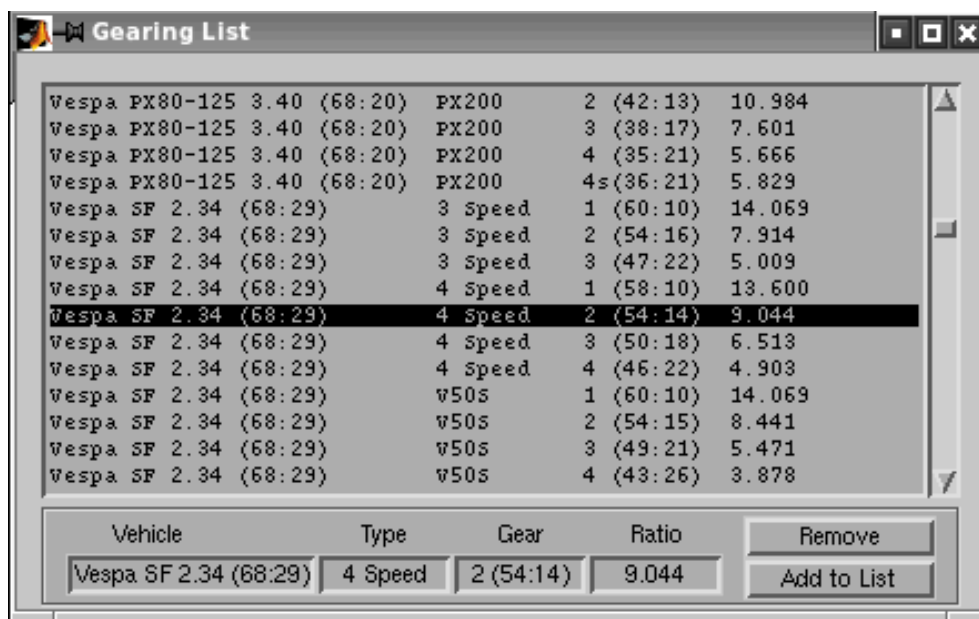 Gearing List
Vespa PX80-125 3.40 (68:20) PX200 2 (42:13) 10.984
Vespa PX80-125 3.40 (68:20) PX200 3 (38:17) 7.601
Vespa PX80-125 3.40 (68:20) PX200 4 (35:21) 5.666
Vespa PX80-125 3.40 (68:20) PX200 4s(36:21) 5.829
Vespa SF 2.34 (68:29) 3 Speed 1 (60:10) 14.069
Vespa SF 2.34 (68:29) 3 Speed 2 (54:16) 7.914
Vespa SF 2.34 (68:29) 3 Speed 3 (47:22) 5.009
Vespa SF 2.34 (68:29) 4 Speed 1 (58:10) 13.600
Vespa SF 2.34 (68:29) 4 Speed 2 (54:14) 9.044
Vespa SF 2.34 (68:29) 4 Speed 3 (50:18) 6.513
Vespa SF 2.34 (68:29) 4 Speed 4 (46:22) 4.903
Vespa SF 2.34 (68:29) V50S 1 (60:10) 14.069
Vespa SF 2.34 (68:29) V50S 2 (54:15) 8.441
Vespa SF 2.34 (68:29) V50S 3 (49:21) 5.471
Vespa SF 2.34 (68:29) V50S 4 (43:26) 3.878
Vehicle Type Gear Ratio Remove
Vespa SF 2.34 (68:29) 4 Speed 2 (54:14) 9.044 Add to List